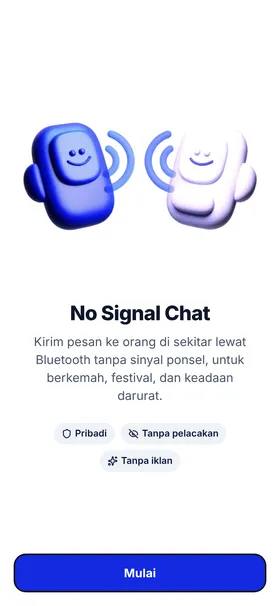 No Signal Chat
Kirim pesan ke orang di sekitar lewat
Bluetooth tanpa sinyal ponsel, untuk
berkemah, festival, dan keadaan
darurat.
Pribadi
Tanpa pelacakan
Tanpa iklan
Mulai